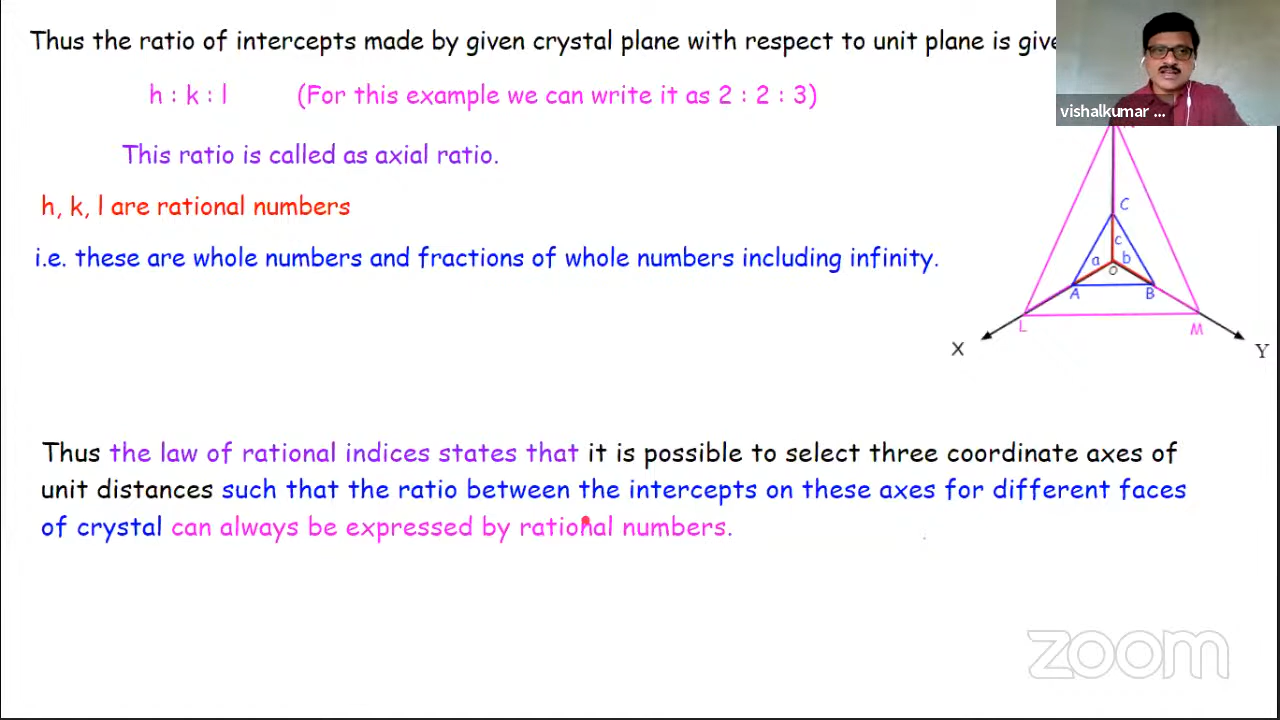 Thus the ratio of intercepts made by given crystal plane with respect to unit plane is give
h : k : l (For this example we can write it as 2 : 2 : 3)
vishalkumar ...
This ratio is called as axial ratio.
h, k, l are rational numbers
C
i.e. these are whole numbers and fractions of whole numbers including infinity.
c
a
b
O
A
B
L
M
X
Y
Thus the law of rational indices states that it is possible to select three coordinate axes of
unit distances such that the ratio between the intercepts on these axes for different faces
of crystal can always be expressed by rational numbers.
zoom